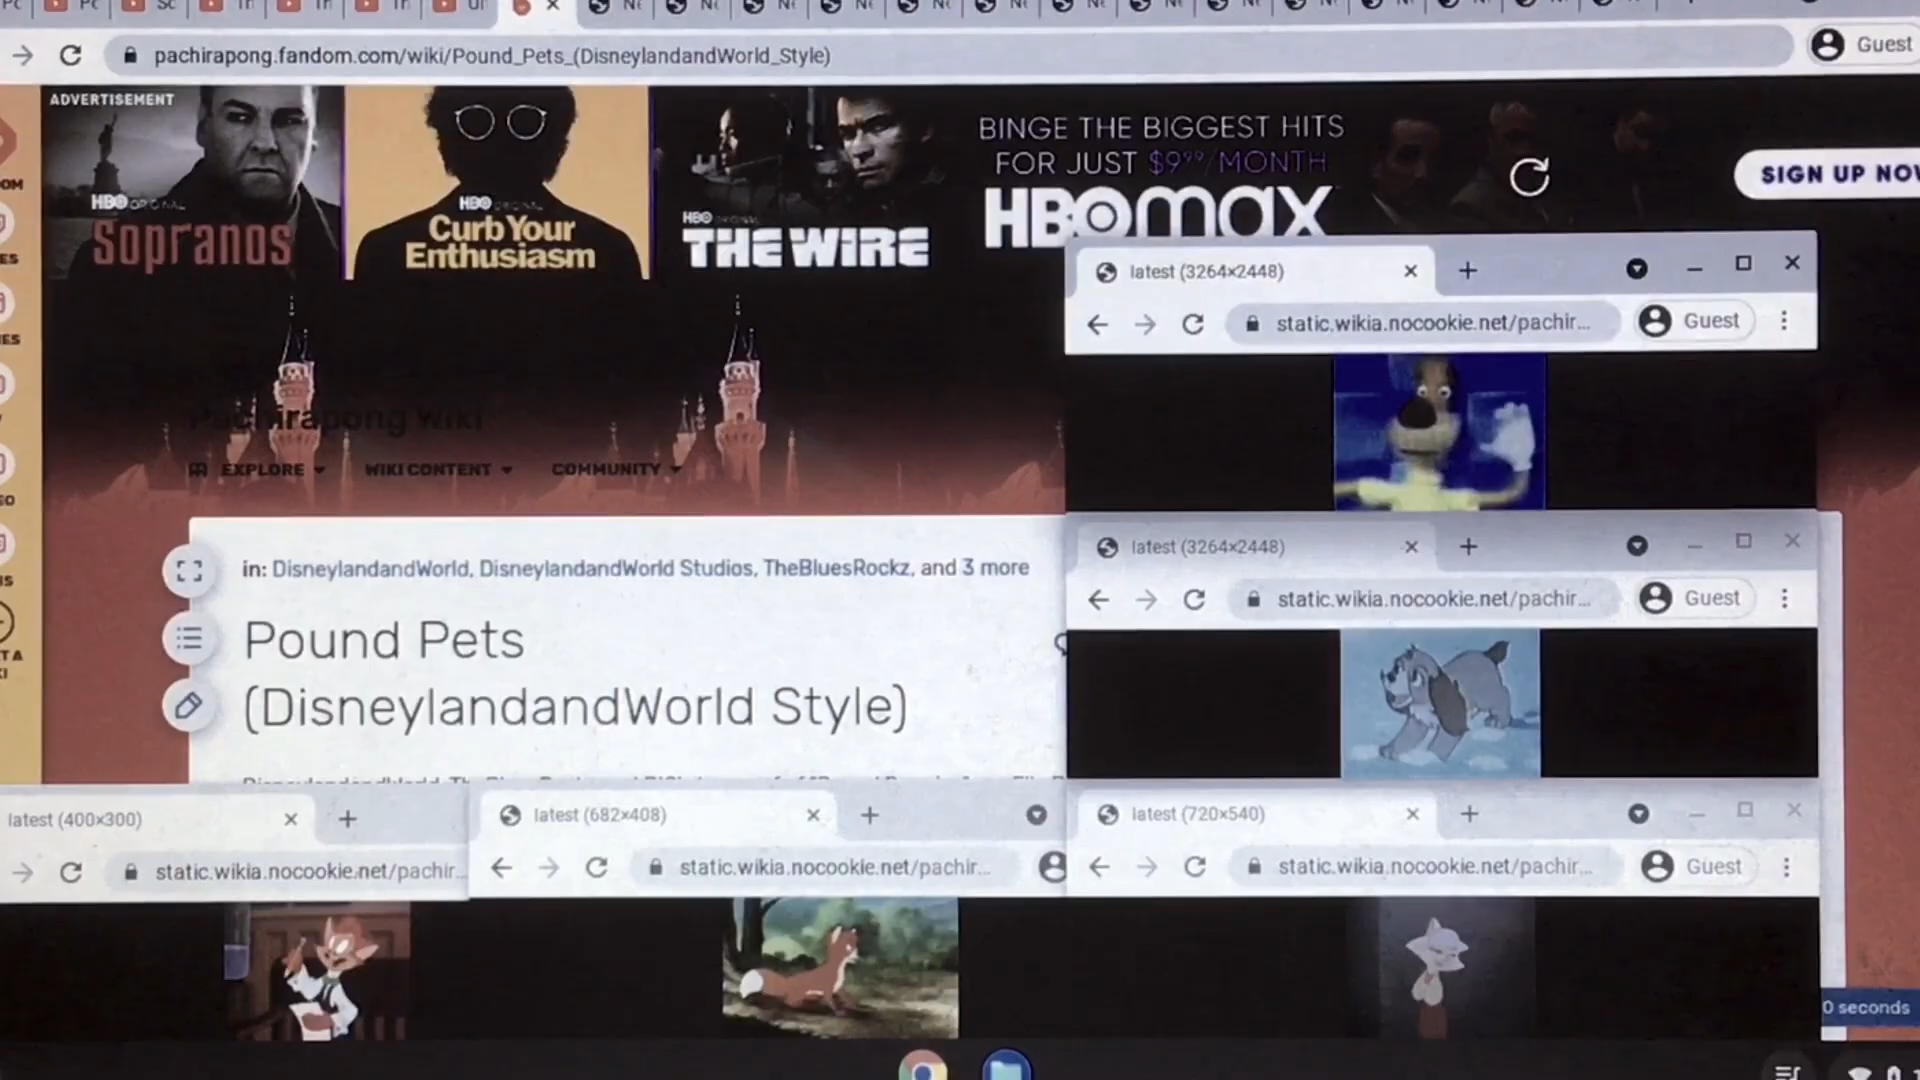 Guest
pachirapong.fandom.com/wiki/Pound_Pets_(DisneylandandWorld_Style)
ADVERTISEMENT
HBO ORIGINAL
Sopranos
HBO
Curb Your
Enthusiasm
HBO
THE WIRE
BINGE THE BIGGEST HITS
FOR JUST $9⁹⁹/MONTH
HBOmax
SIGN UP NOW
latest (3264×2448)
static.wikia.nocookie.net/pachir...
Guest
Pachirapong Wiki
EXPLORE
WIKI CONTENT
COMMUNITY
in: DisneylandandWorld, DisneylandandWorld Studios, TheBluesRockz, and 3 more
Pound Pets
(DisneylandandWorld Style)
latest (3264×2448)
static.wikia.nocookie.net/pachir...
Guest
latest (400×300)
static.wikia.nocookie.net/pachir...
latest (682×408)
static.wikia.nocookie.net/pachir...
latest (720×540)
static.wikia.nocookie.net/pachir...
Guest
0 seconds